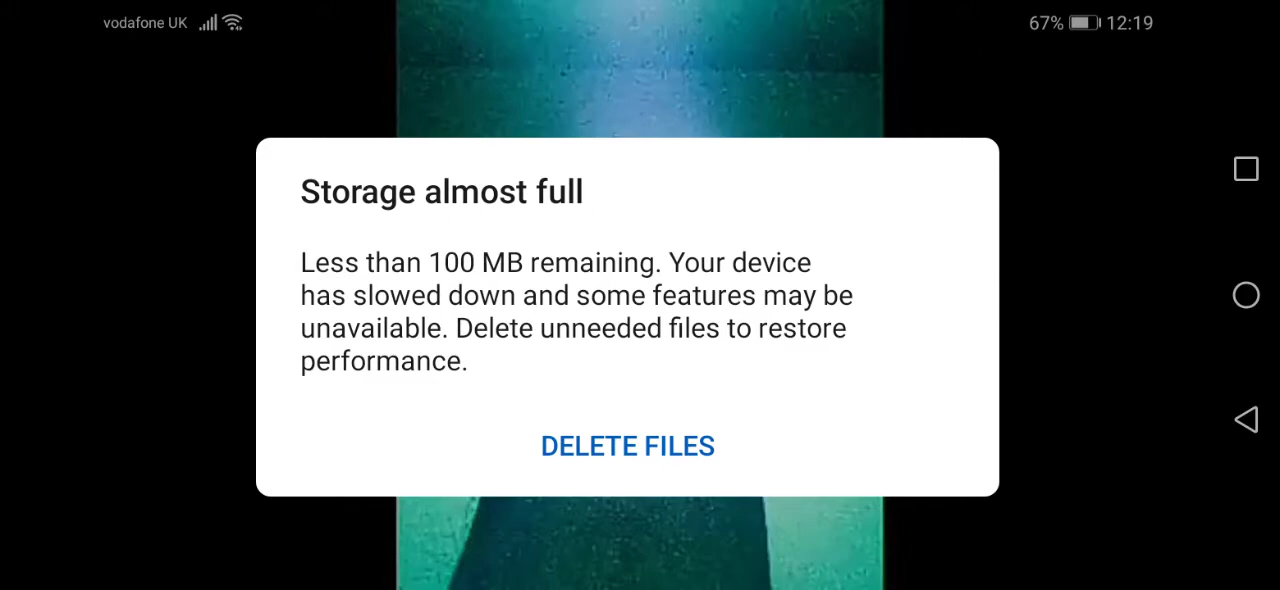 vodafone UK 67% 12:19
Storage almost full
Less than 100 MB remaining. Your device
has slowed down and some features may be
unavailable. Delete unneeded files to restore
performance.
DELETE FILES